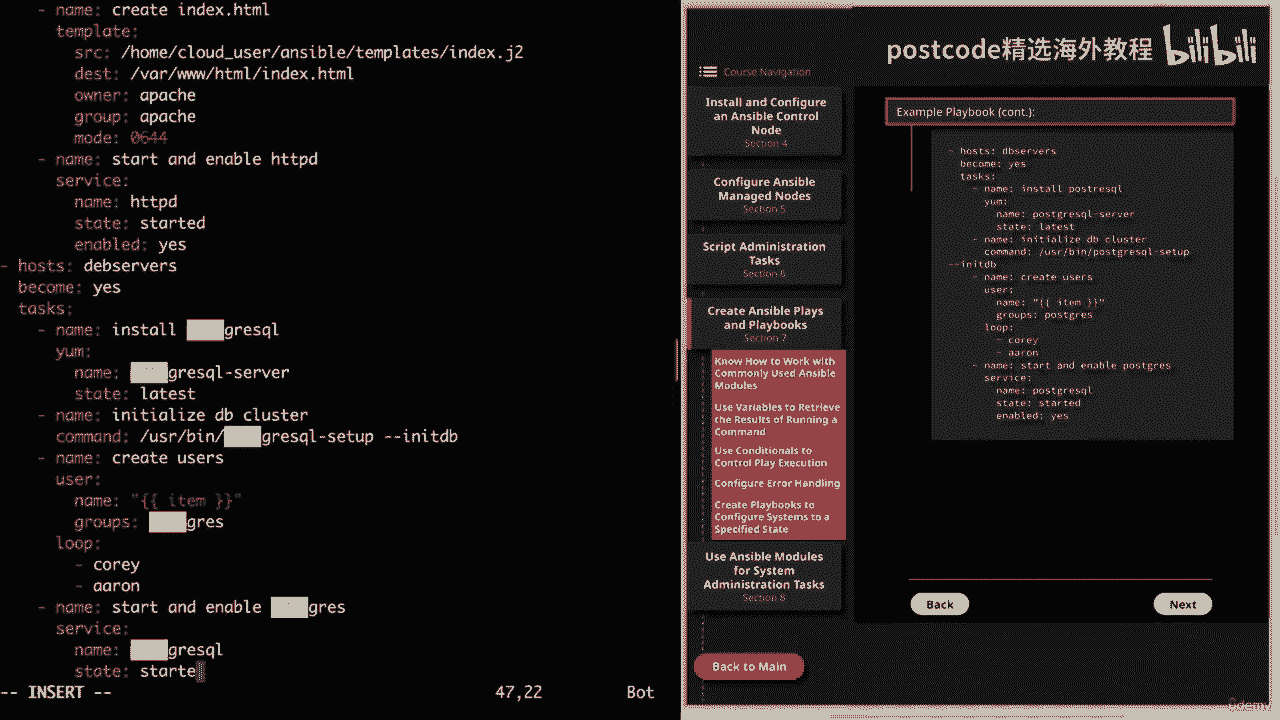 - name: create index.html
template:
src: /home/cloud_user/ansible/templates/index.j2
dest: /var/www/html/index.html
owner: apache
group: apache
mode: 0644
- name: start and enable httpd
service:
name: httpd
state: started
enabled: yes
- hosts: debservers
become: yes
tasks:
- name: install gresql
yum:
name: gresql-server
state: latest
- name: initialize db cluster
command: /usr/bin/ gresql-setup --initdb
- name: create users
user:
name: "{{ item }}"
groups: gres
loop:
- corey
- aaron
- name: start and enable gres
service:
name: gresql
state: starte
-- INSERT --
47,22
Bot
postcode精选海外教程 bilibili
Course Navigation
Install and Configure
an Ansible Control
Node
Section 4
Configure Ansible
Managed Nodes
Section 5
Script Administration
Tasks
Section 6
Create Ansible Plays
and Playbooks
Section 7
Know How to Work with
Commonly Used Ansible
Modules
Use Variables to Retrieve
the Results of Running a
Command
Use Conditionals to
Control Play Execution
Configure Error Handling
Create Playbooks to
Configure Systems to a
Specified State
Use Ansible Modules
for System
Administration Tasks
Section 8
Back to Main
Example Playbook (cont.):
- hosts: dbservers
become: yes
tasks:
- name: install postresql
yum:
name: postgresql-server
state: latest
- name: initialize db cluster
command: /usr/bin/postgresql-setup
--initdb
- name: create users
user:
name: "{{ item }}"
groups: postgres
loop:
- corey
- aaron
- name: start and enable postgres
service:
name: postgresql
state: started
enabled: yes
Back
Next